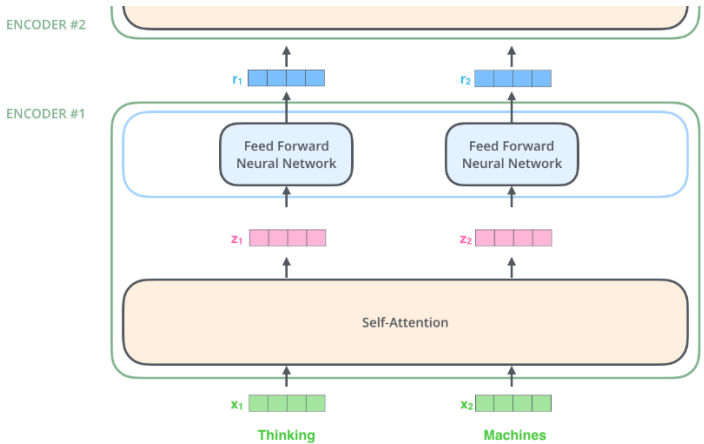 ENCODER #2
r₁
r₂
ENCODER #1
Feed Forward
Neural Network
Feed Forward
Neural Network
z₁
z₂
Self-Attention
x₁
x₂
Thinking
Machines